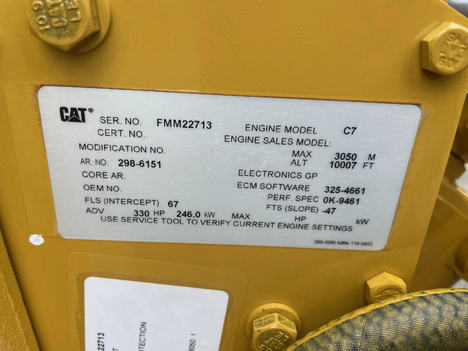 CAT
SER. NO. FMM22713 ENGINE MODEL C7
CERT. NO. ENGINE SALES MODEL:
MODIFICATION NO. MAX 3050 M
AR. NO. 298-6151 ALT 10007 FT
CORE AR. ELECTRONICS GP
OEM NO. ECM SOFTWARE 325-4661
FLS (INTERCEPT) 67 PERF. SPEC 0K-9461
FTS (SLOPE) -47
ADV 330 HP 246.0 kW MAX HP kW
USE SERVICE TOOL TO VERIFY CURRENT ENGINE SETTINGS